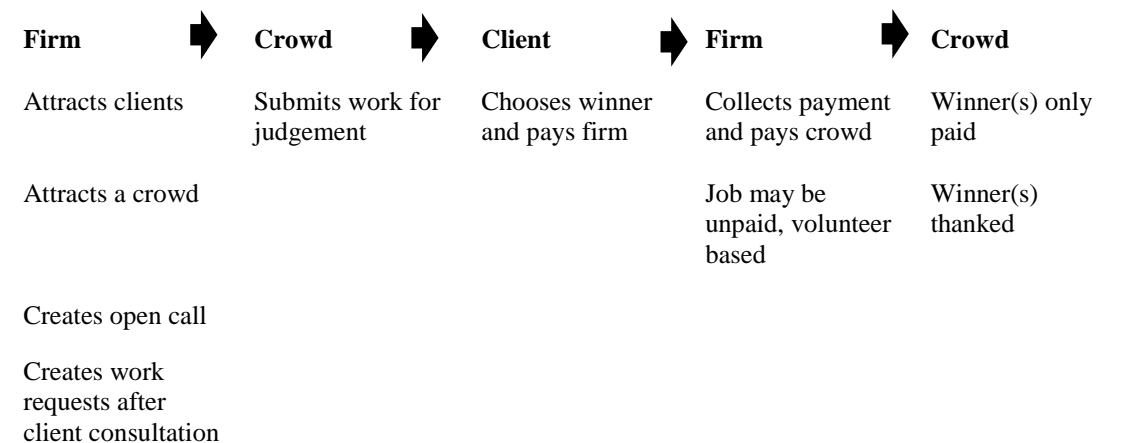 Firm Crowd Client Firm Crowd
Attracts clients Submits work for Chooses winner Collects payment Winner(s) only
judgement and pays firm and pays crowd paid
Attracts a crowd Job may be Winner(s)
unpaid, volunteer thanked
based
Creates open call
Creates work
requests after
client consultation